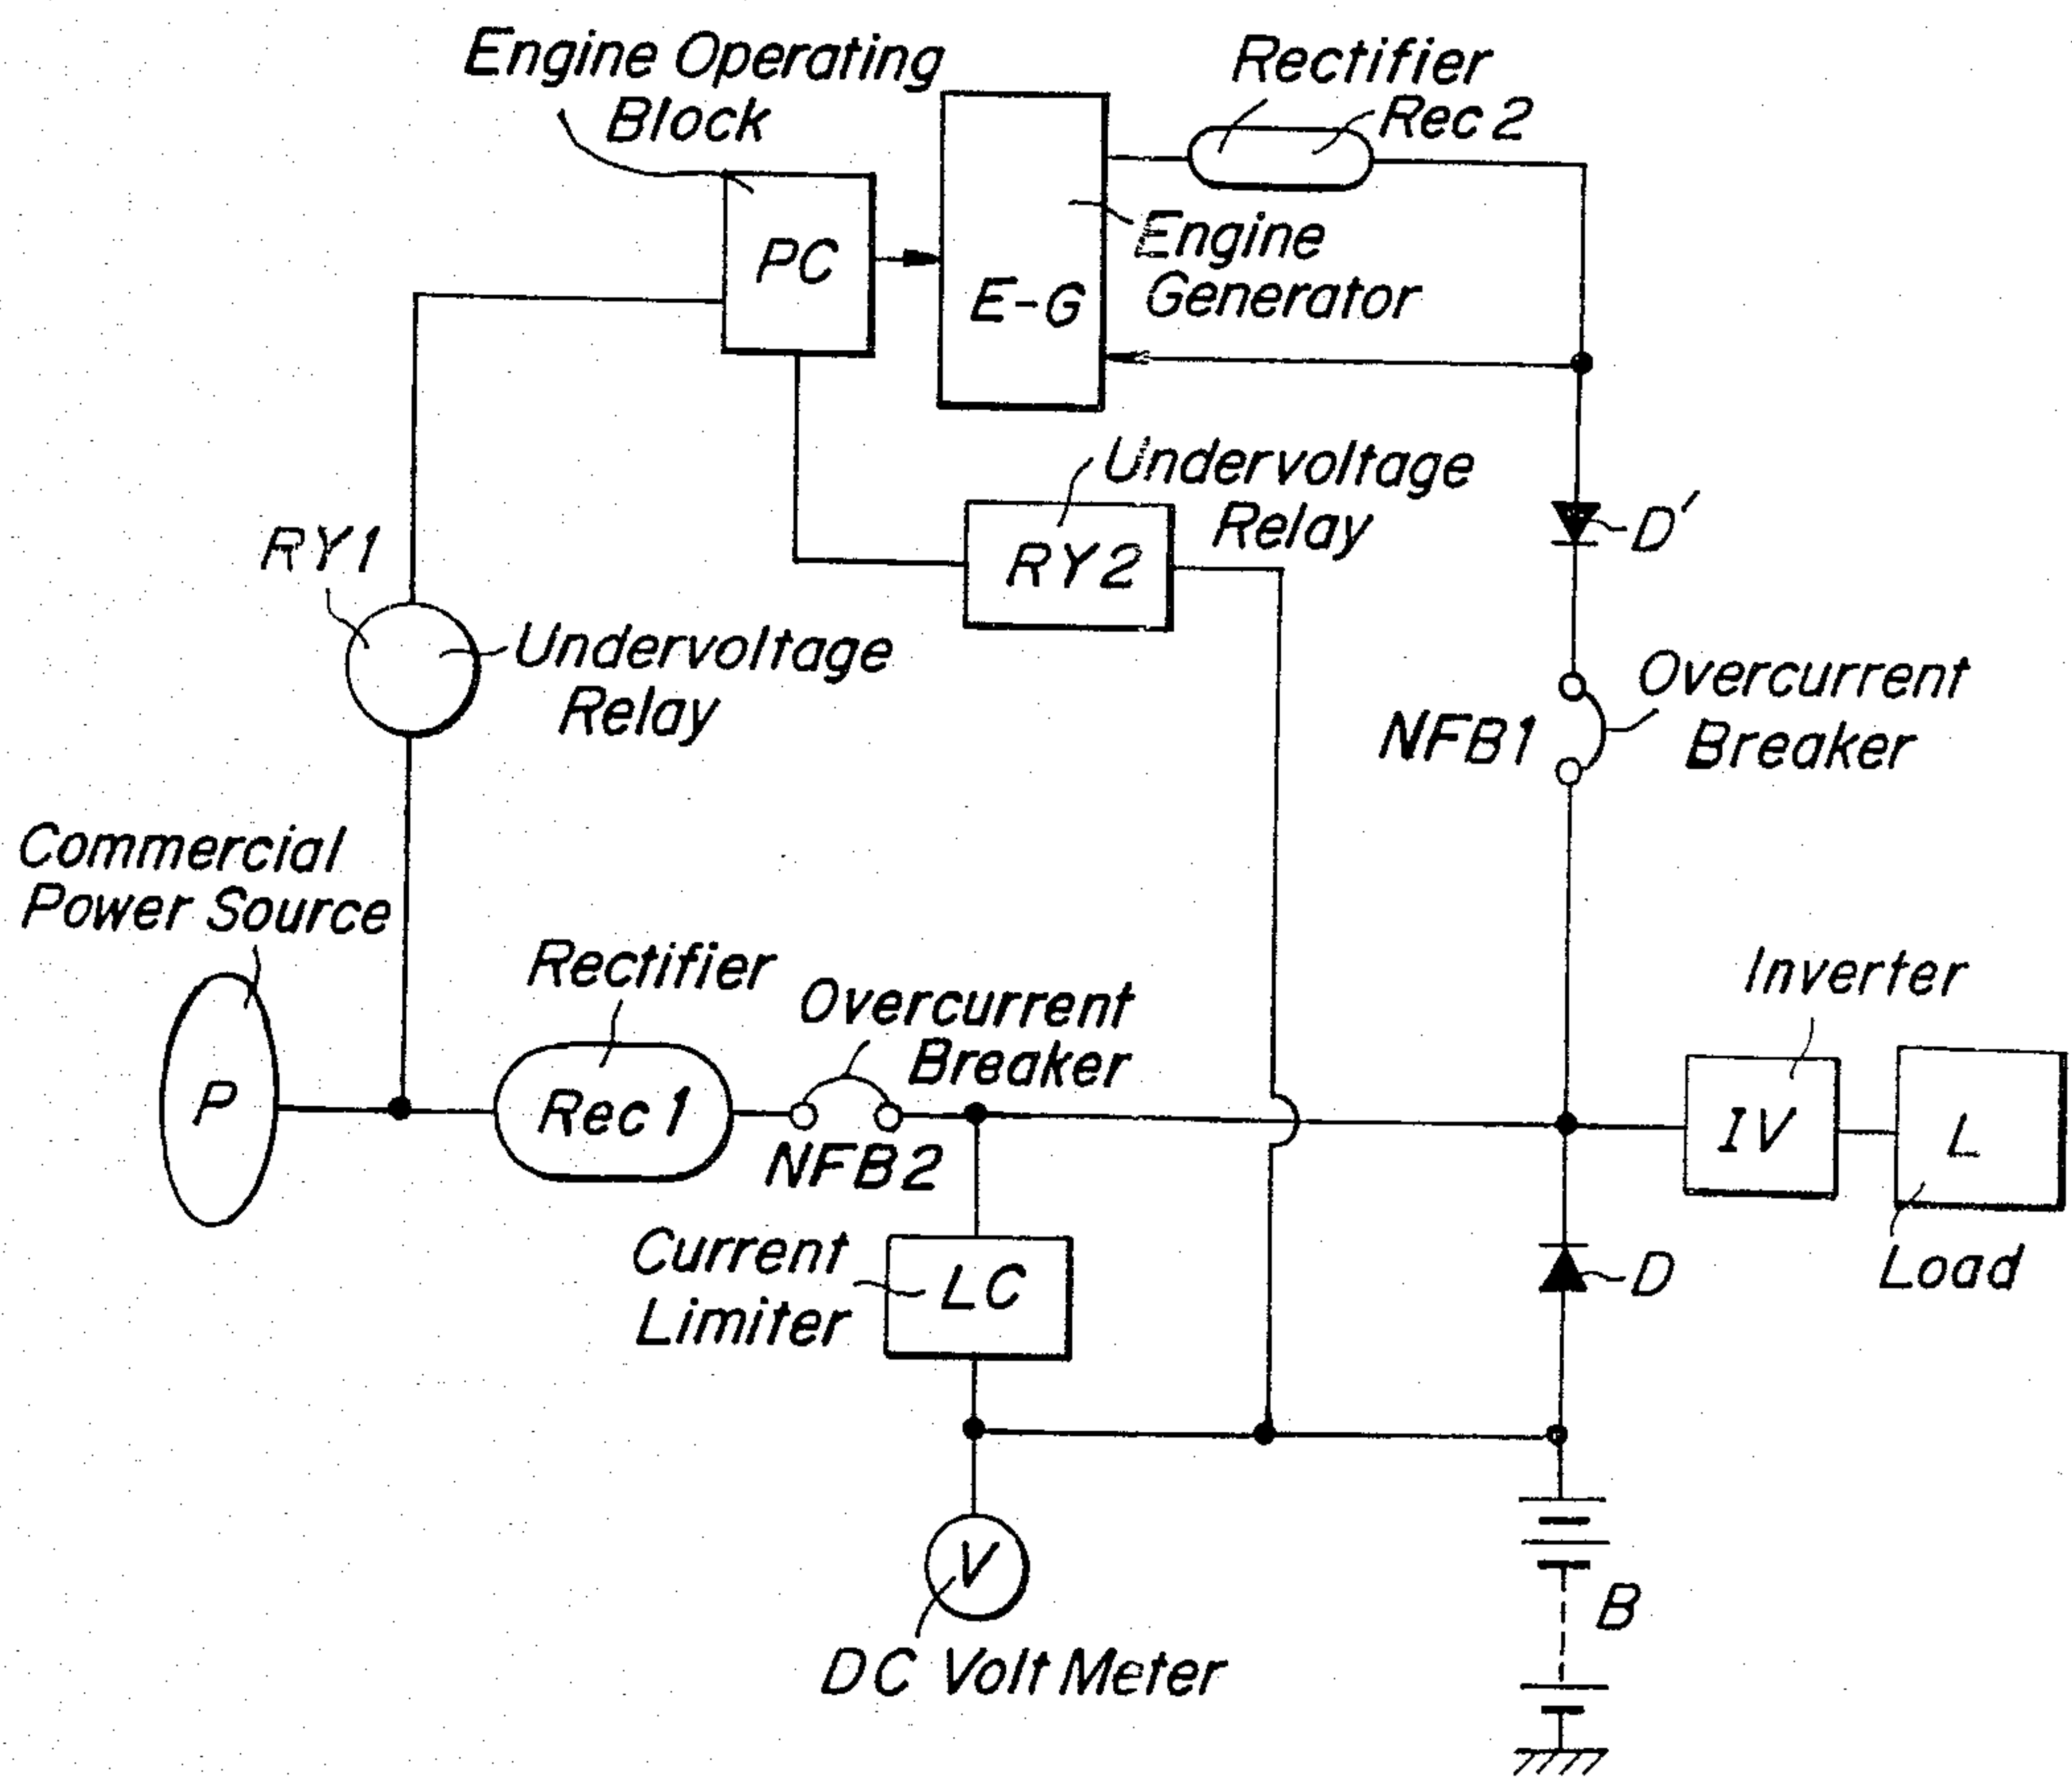 Engine Operating
Block
Rectifier
Rec 2
PC
E-G
Engine
Generator
Undervoltage
Relay
RY2
D'
RY1
Undervoltage
Relay
NFB1
Overcurrent
Breaker
Commercial
Power Source
P
Rectifier
Rec 1
Overcurrent
Breaker
NFB2
Inverter
IV
L
Load
Current
Limiter
LC
D
V
DC Volt Meter
B